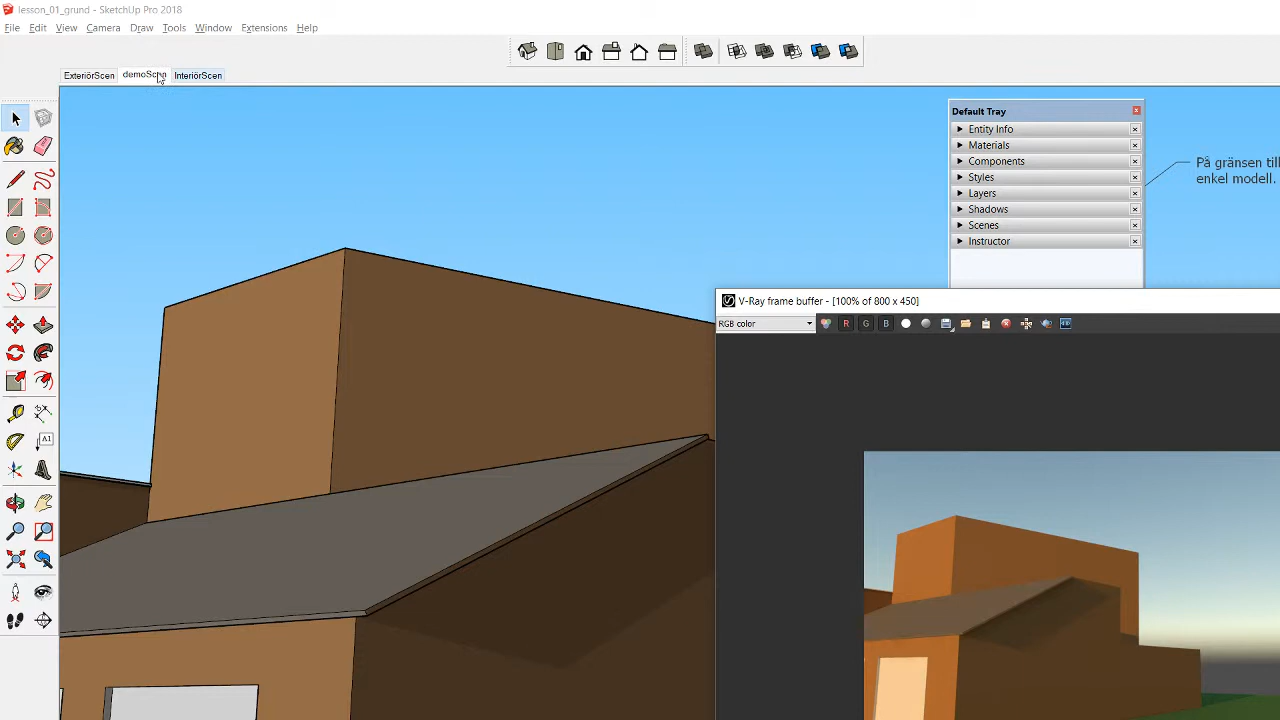 lesson_01_grund - SketchUp Pro 2018
File Edit View Camera Draw Tools Window Extensions Help
ExteriörScen demoScen InteriörScen
Default Tray
Entity Info
Materials
Components
Styles
Layers
Shadows
Scenes
Instructor
På gränsen till
enkel modell.
V-Ray frame buffer - [100% of 800 x 450]
RGB color
R G B
A1